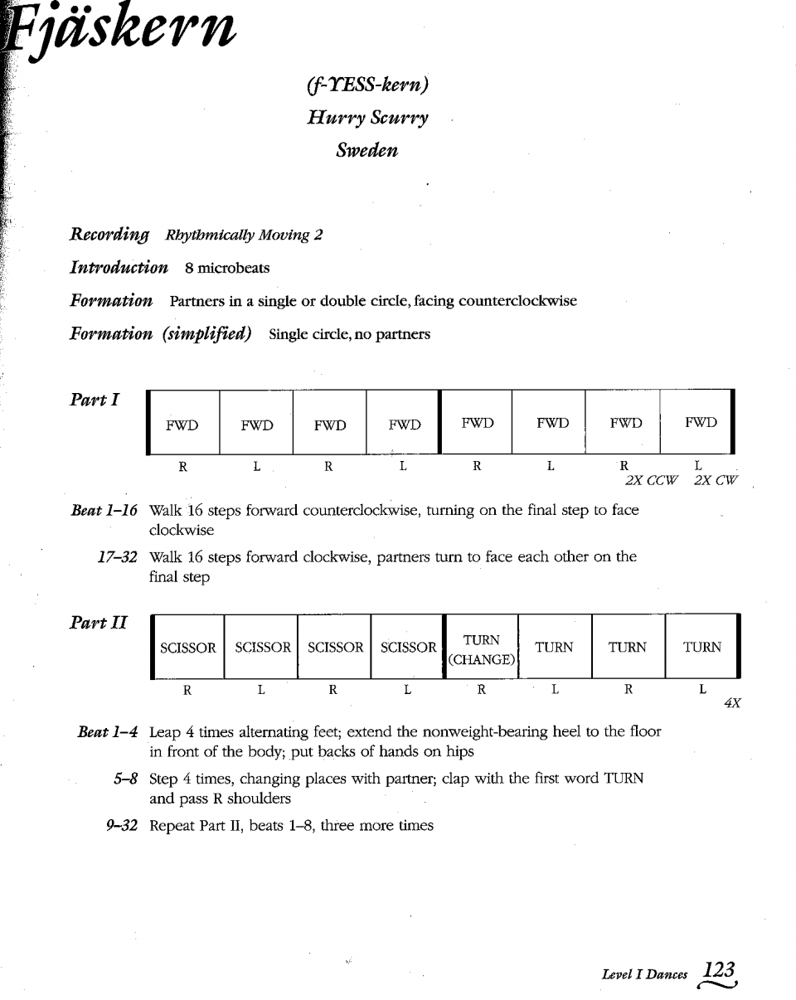 Fjäskern
(f-YESS-kern)
Hurry Scurry
Sweden
Recording Rhythmically Moving 2
Introduction 8 microbeats
Formation Partners in a single or double circle, facing counterclockwise
Formation (simplified) Single circle, no partners
Part I
FWD FWD FWD FWD FWD FWD FWD FWD
R L R L R L R L
2X CCW 2X CW
Beat 1–16 Walk 16 steps forward counterclockwise, turning on the final step to face
clockwise
17–32 Walk 16 steps forward clockwise, partners turn to face each other on the
final step
Part II
SCISSOR SCISSOR SCISSOR SCISSOR TURN (CHANGE) TURN TURN TURN
R L R L R L R L
4X
Beat 1–4 Leap 4 times alternating feet; extend the nonweight-bearing heel to the floor
in front of the body; put backs of hands on hips
5–8 Step 4 times, changing places with partner; clap with the first word TURN
and pass R shoulders
9–32 Repeat Part II, beats 1–8, three more times
Level I Dances 123